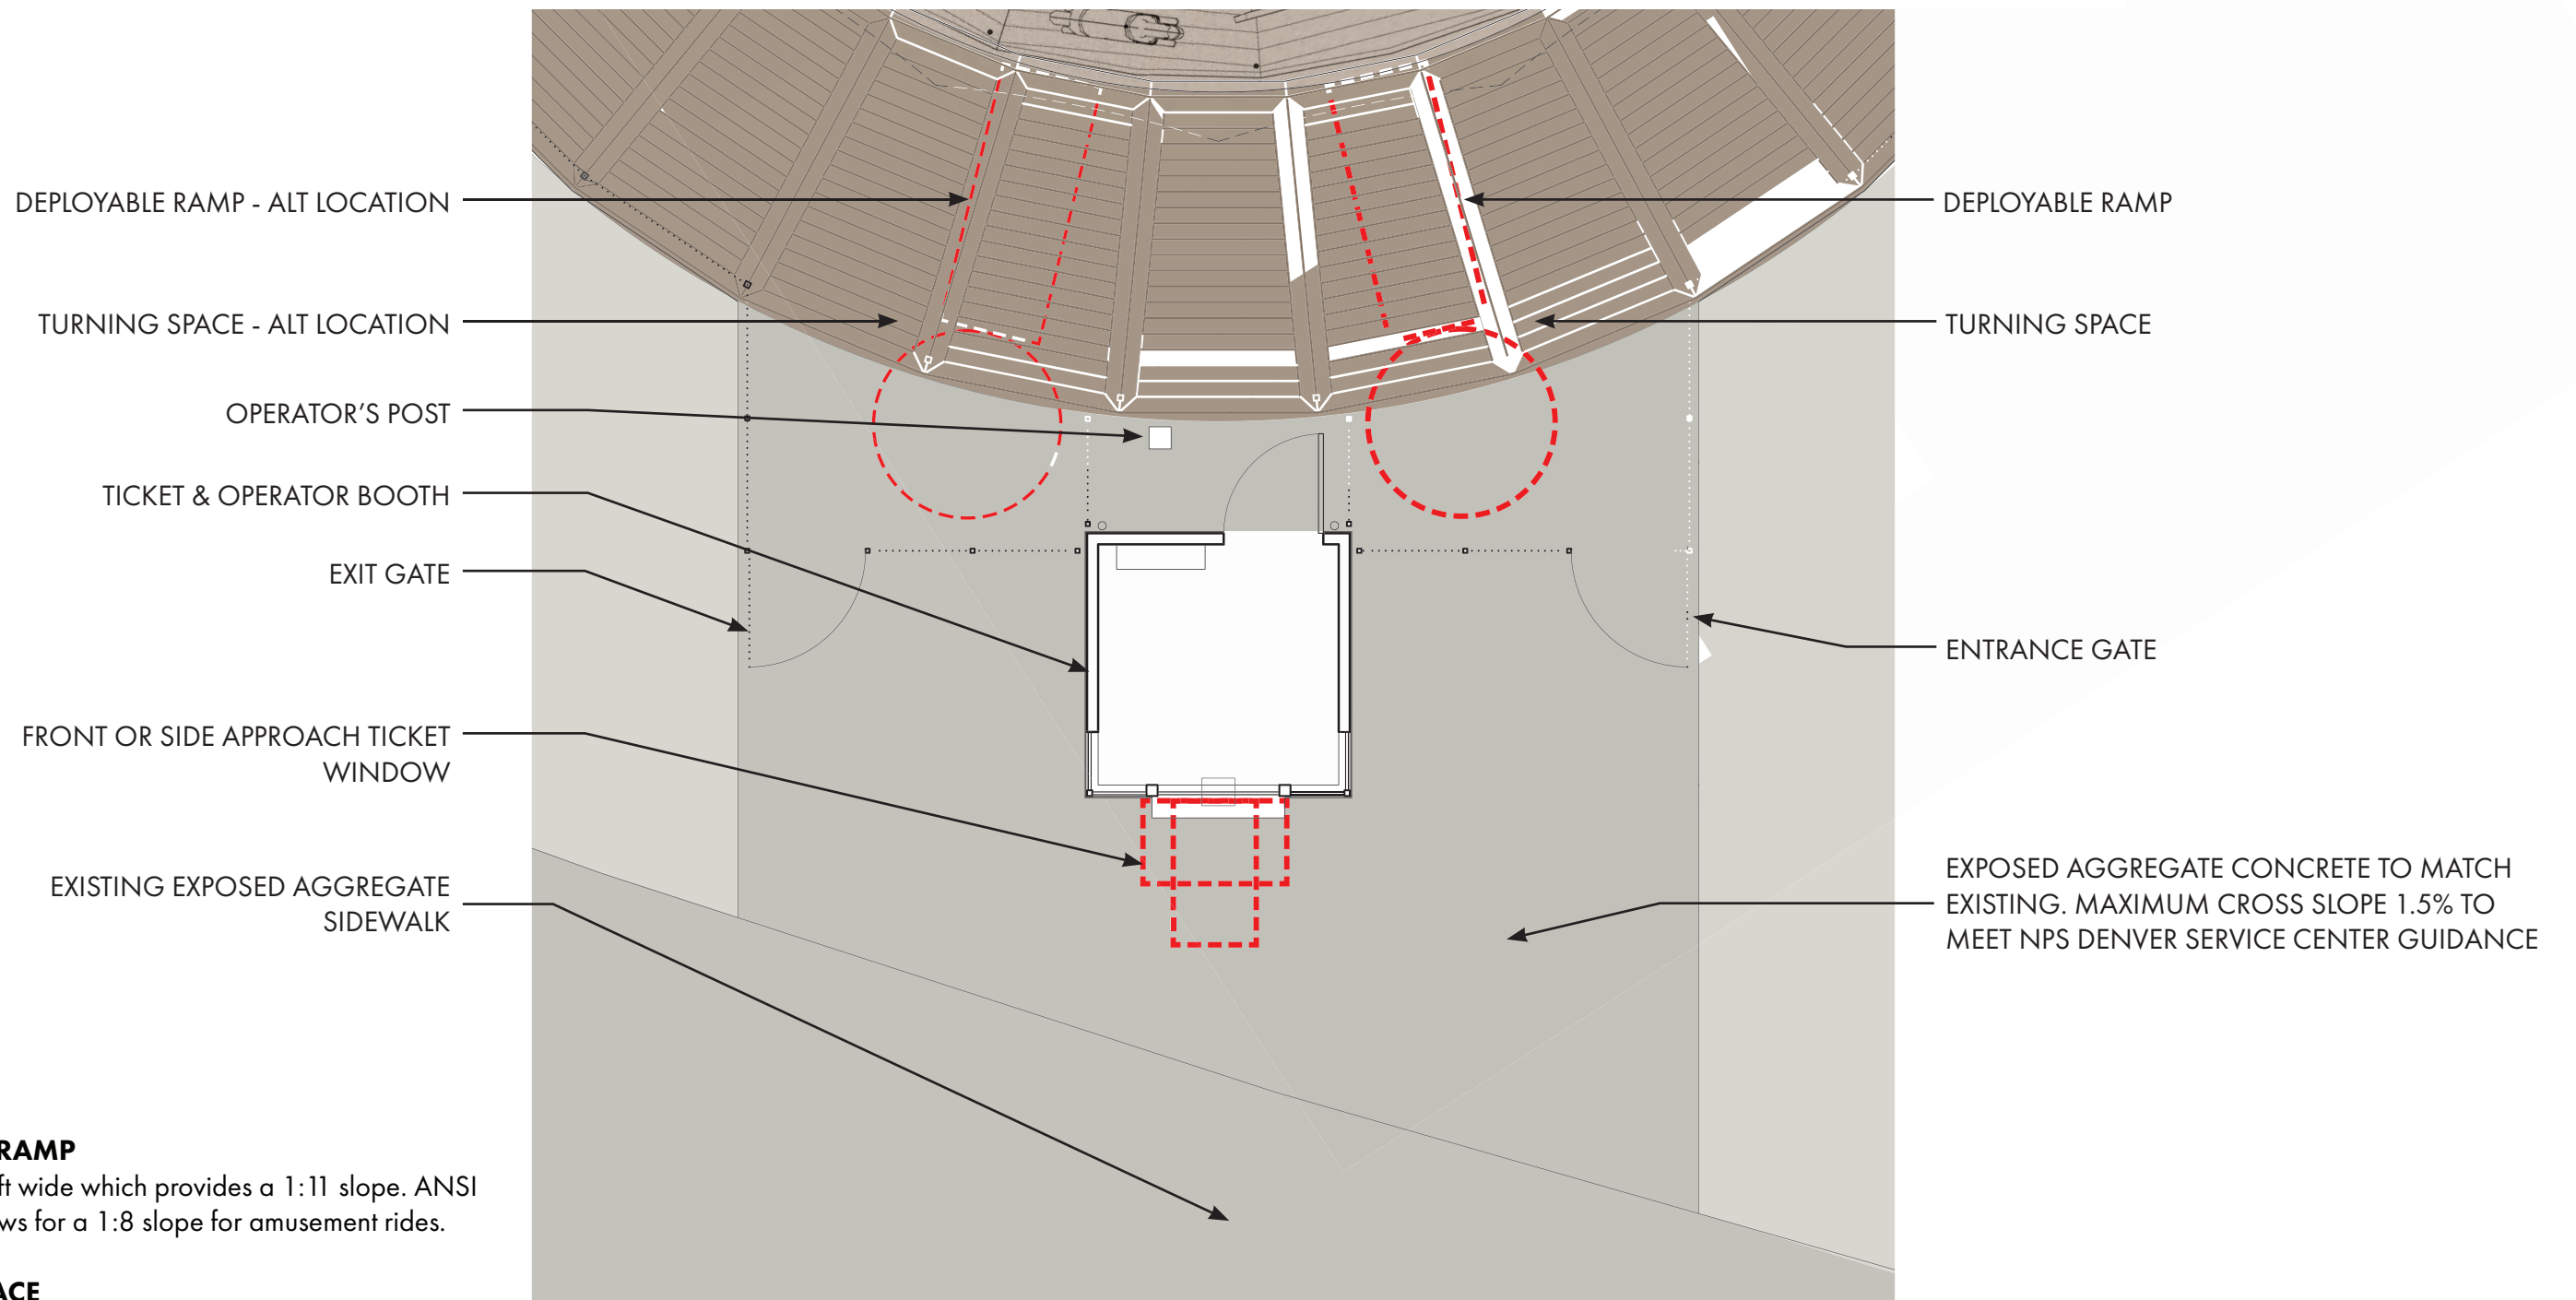 DEPLOYABLE RAMP - ALT LOCATION
TURNING SPACE - ALT LOCATION
OPERATOR'S POST
TICKET & OPERATOR BOOTH
EXIT GATE
FRONT OR SIDE APPROACH TICKET
WINDOW
EXISTING EXPOSED AGGREGATE
SIDEWALK
DEPLOYABLE RAMP
TURNING SPACE
ENTRANCE GATE
EXPOSED AGGREGATE CONCRETE TO MATCH
EXISTING. MAXIMUM CROSS SLOPE 1.5% TO
MEET NPS DENVER SERVICE CENTER GUIDANCE
RAMP
ft wide which provides a 1:11 slope. ANSI
for a 1:8 slope for amusement rides.